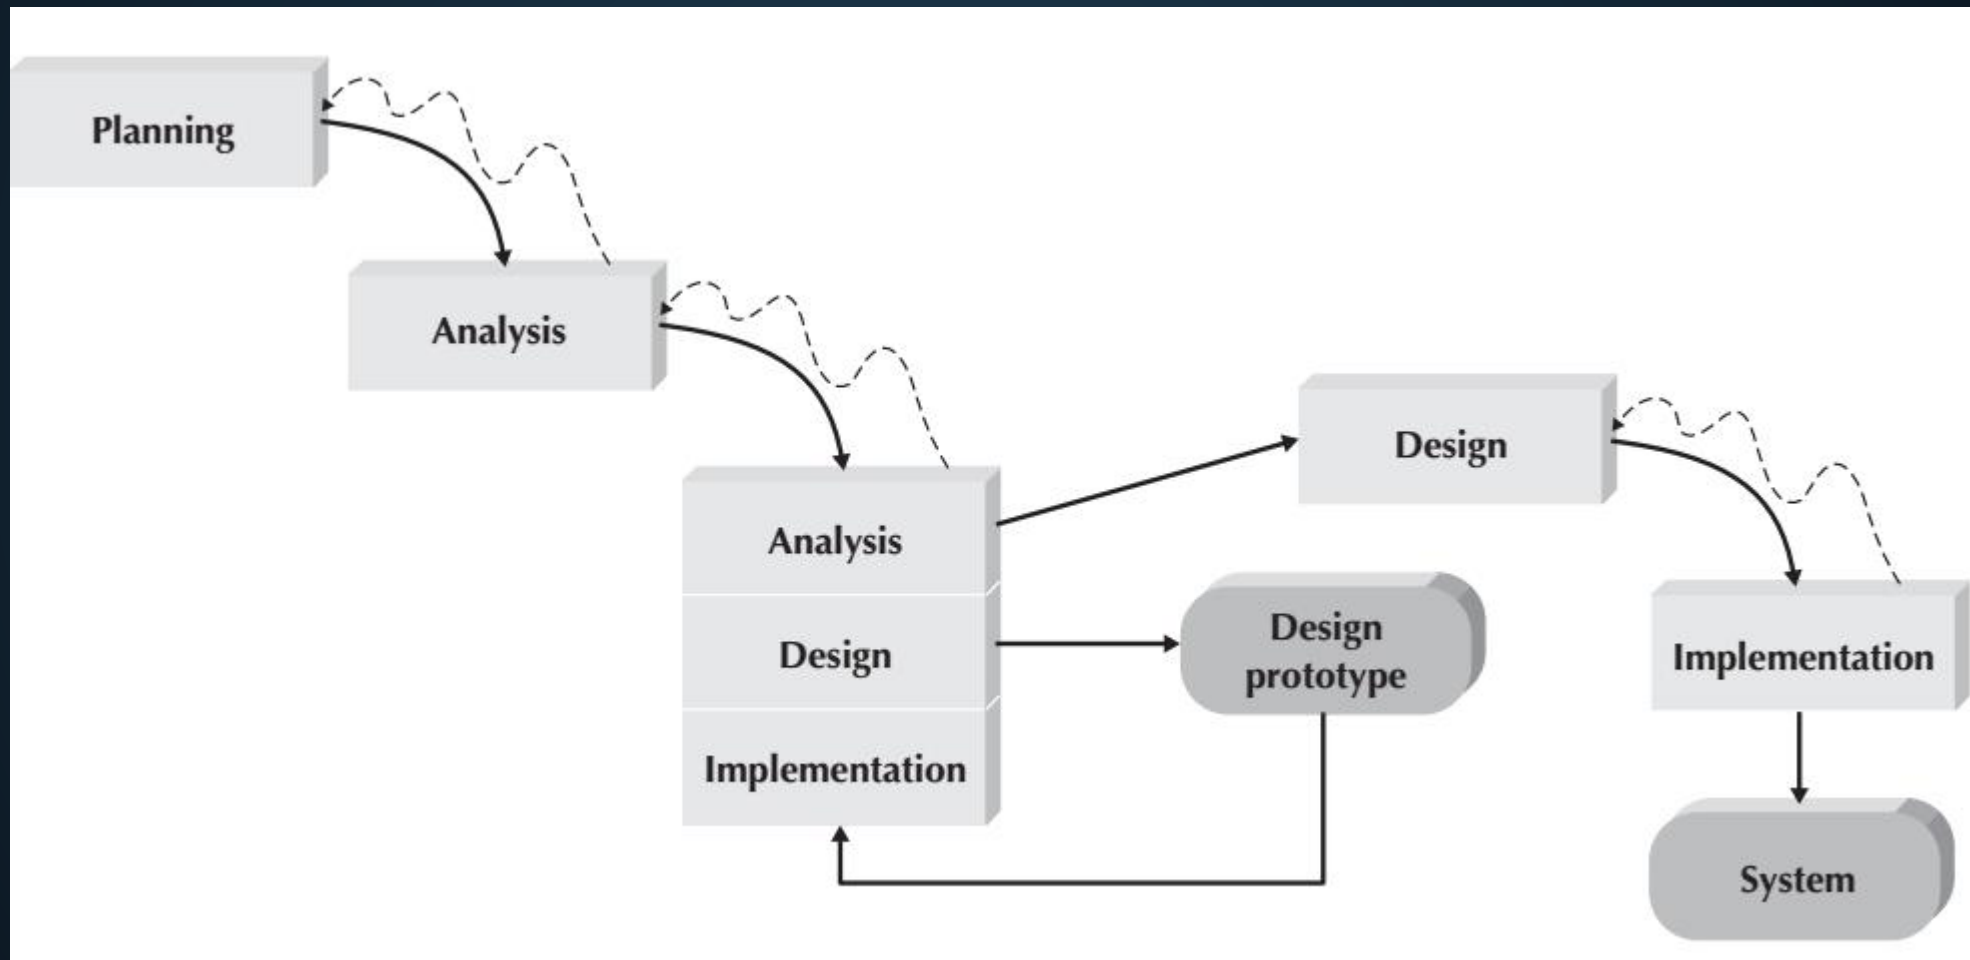 Planning
Analysis
Analysis
Design
Implementation
Design
prototype
Design
Implementation
System